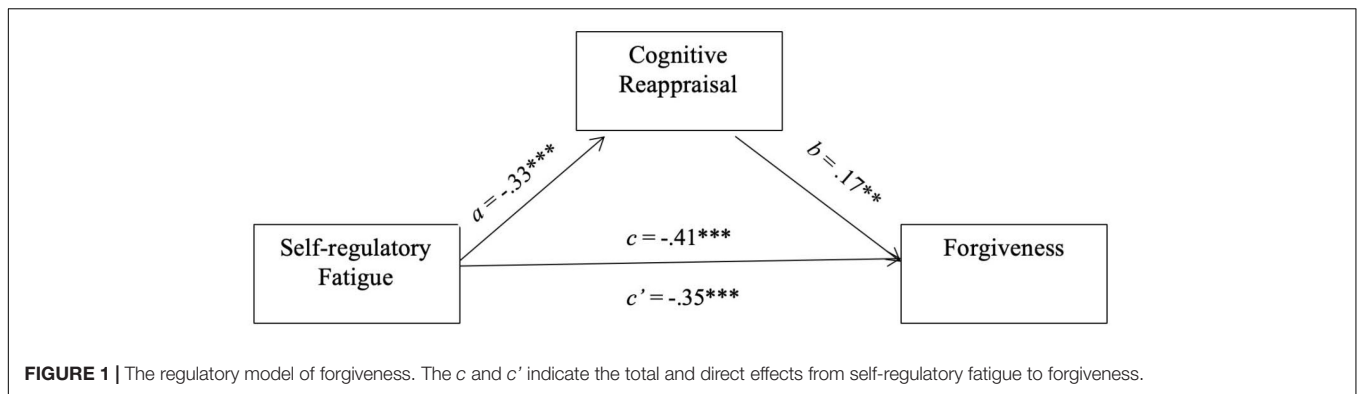 Cognitive
Reappraisal
a = -.33***
b = .17**
Self-regulatory
Fatigue
c = -.41***
c' = -.35***
Forgiveness
FIGURE 1 | The regulatory model of forgiveness. The c and c' indicate the total and direct effects from self-regulatory fatigue to forgiveness.